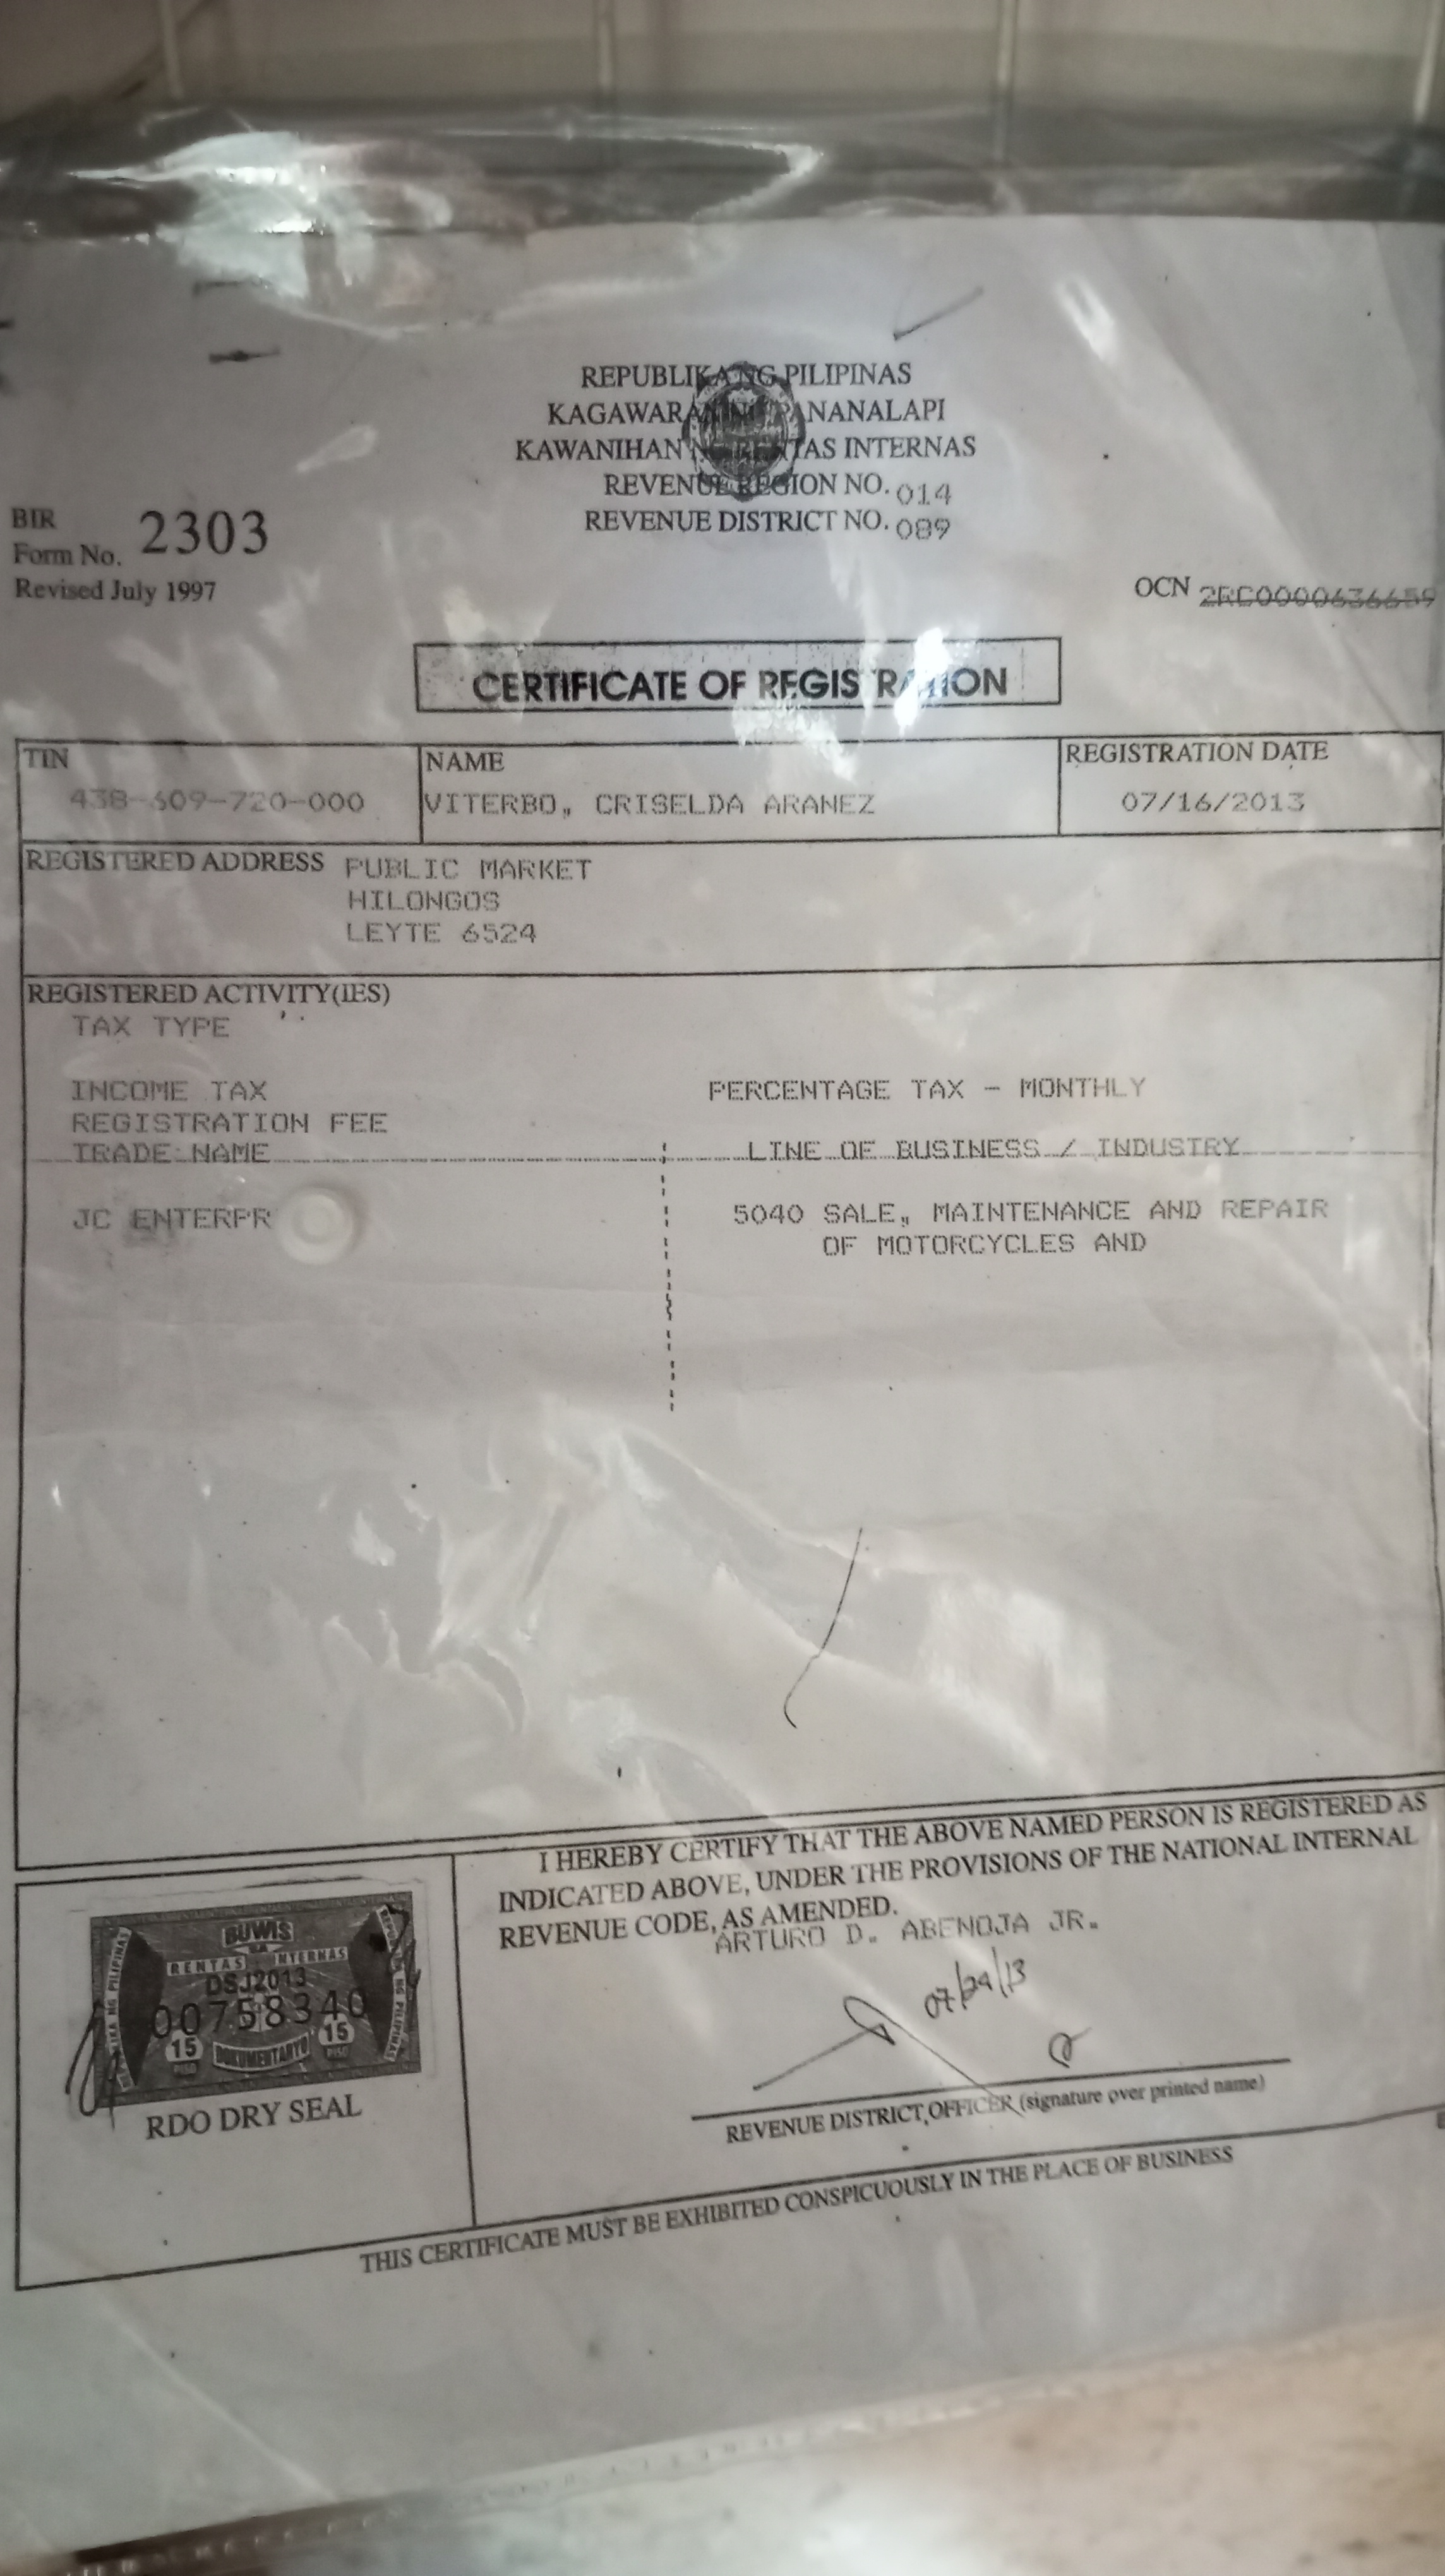 REPUBLIKA NG PILIPINAS
KAGAWARAN NG PANANALAPI
KAWANIHAN NG RENTAS INTERNAS
REVENUE REGION NO. 014
REVENUE DISTRICT NO. 089
BIR
Form No. 2303
Revised July 1997
OCN 2RC0000636659
CERTIFICATE OF REGISTRATION
TIN NAME REGISTRATION DATE
438-609-720-000 VITERBO, CRISELDA ARANEZ 07/16/2013
REGISTERED ADDRESS PUBLIC MARKET
HILONGOS
LEYTE 6524
REGISTERED ACTIVITY(IES)
TAX TYPE
INCOME TAX PERCENTAGE TAX - MONTHLY
REGISTRATION FEE
TRADE NAME LINE OF BUSINESS / INDUSTRY
JC ENTERPR 5040 SALE, MAINTENANCE AND REPAIR
OF MOTORCYCLES AND
I HEREBY CERTIFY THAT THE ABOVE NAMED PERSON IS REGISTERED AS
INDICATED ABOVE, UNDER THE PROVISIONS OF THE NATIONAL INTERNAL
REVENUE CODE, AS AMENDED.
ARTURO D. ABENOJA JR.
07/24/13
REVENUE DISTRICT OFFICER (signature over printed name)
BUWIS
SA
RENTAS INTERNAS
DSJ2013
00758340
15 15
PISO PISO
DOKUMENTARYO
RDO DRY SEAL
THIS CERTIFICATE MUST BE EXHIBITED CONSPICUOUSLY IN THE PLACE OF BUSINESS